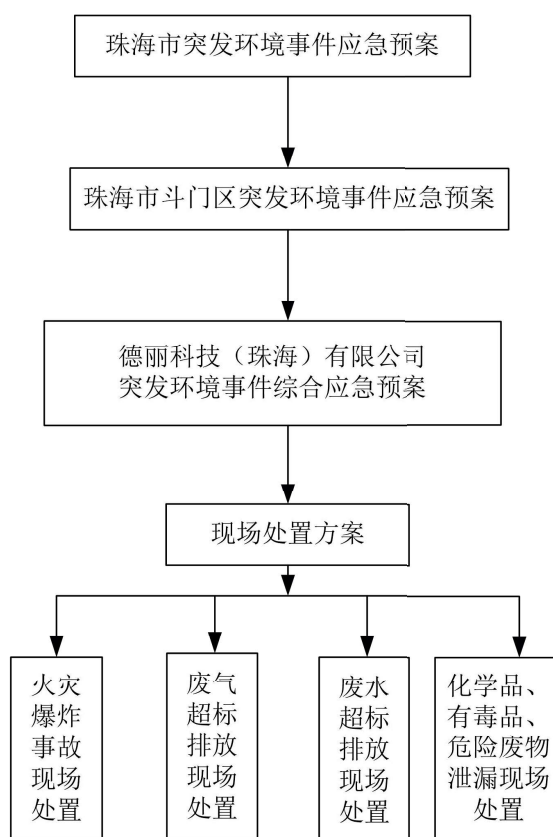 珠海市突发环境事件应急预案
珠海市斗门区突发环境事件应急预案
德丽科技（珠海）有限公司
突发环境事件综合应急预案
现场处置方案
火灾
爆炸
事故
现场
处置
废气
超标
排放
现场
处置
废水
超标
排放
现场
处置
化学品、
有毒品、
危险废物
泄漏现场
处置